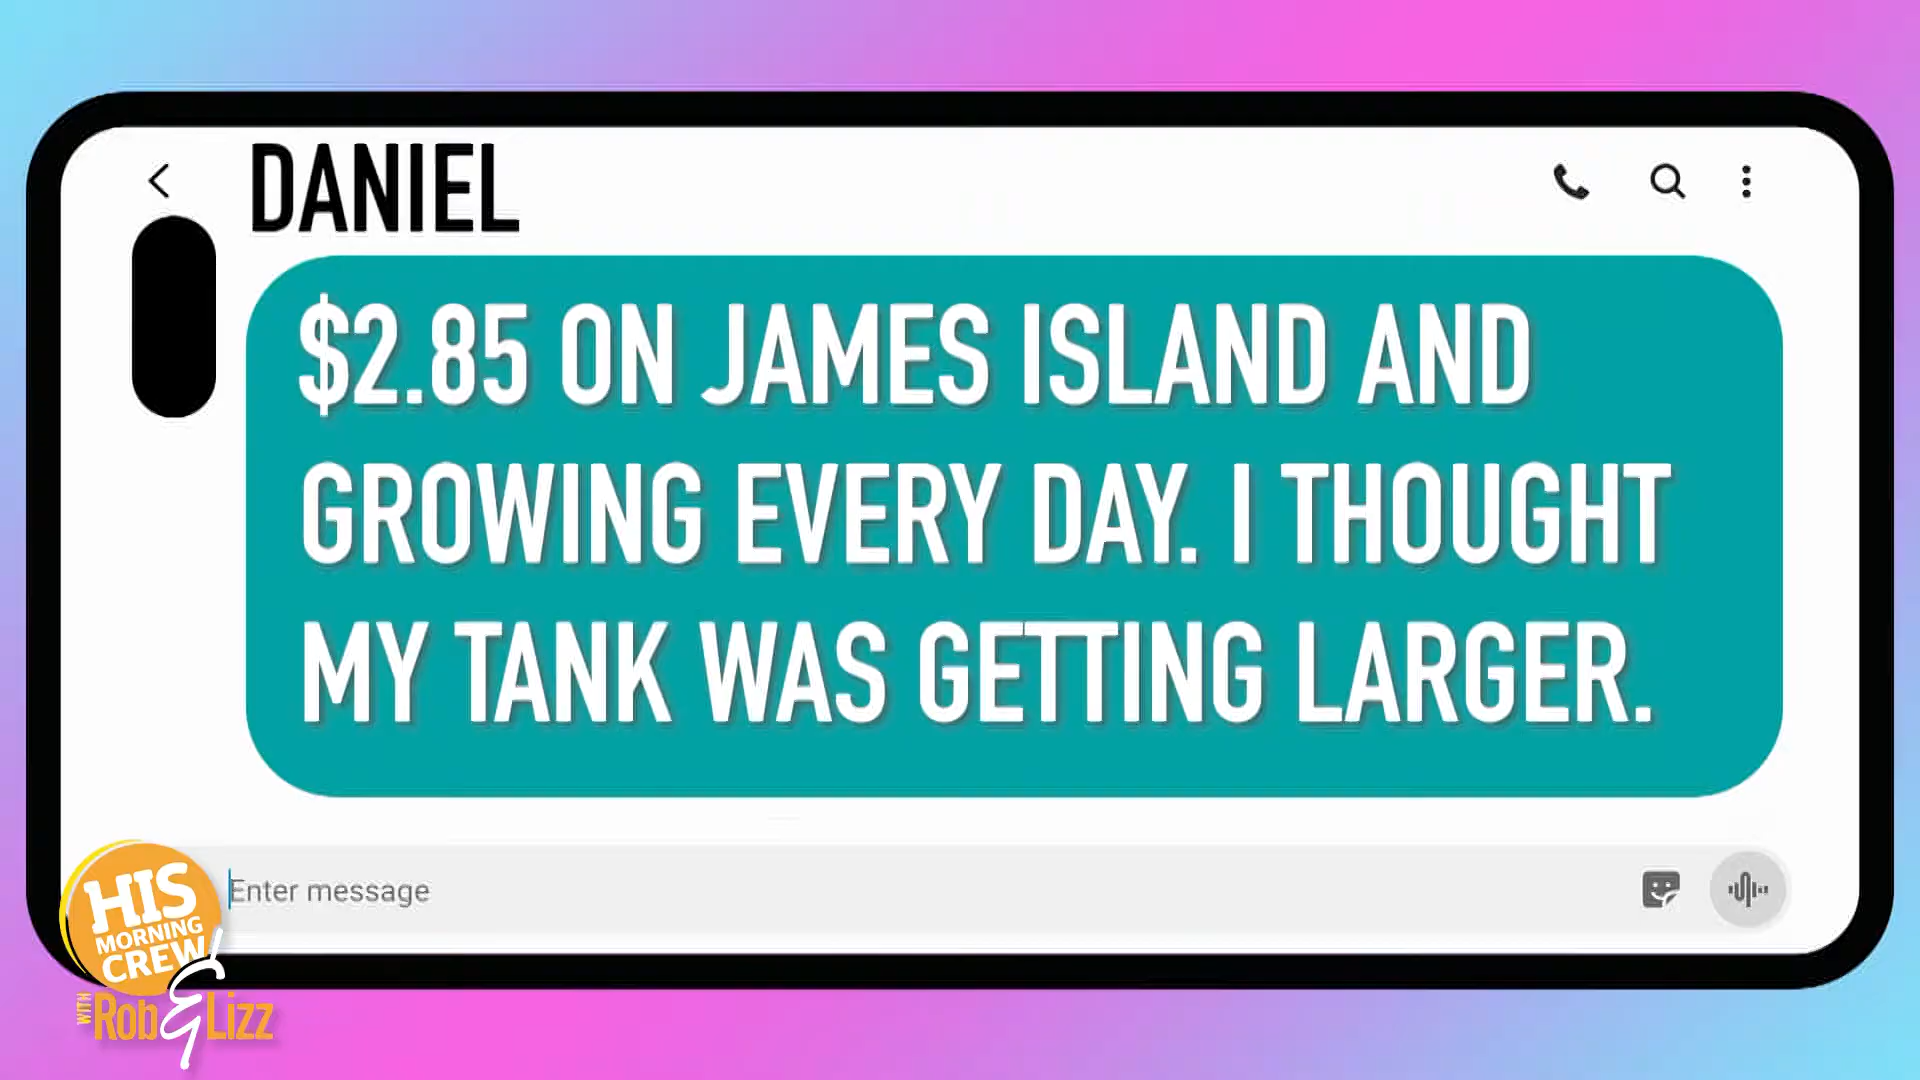 DANIEL
$2.85 ON JAMES ISLAND AND
GROWING EVERY DAY. I THOUGHT
MY TANK WAS GETTING LARGER.
Enter message
HIS
MORNING
CREW
WITH Rob & Lizz